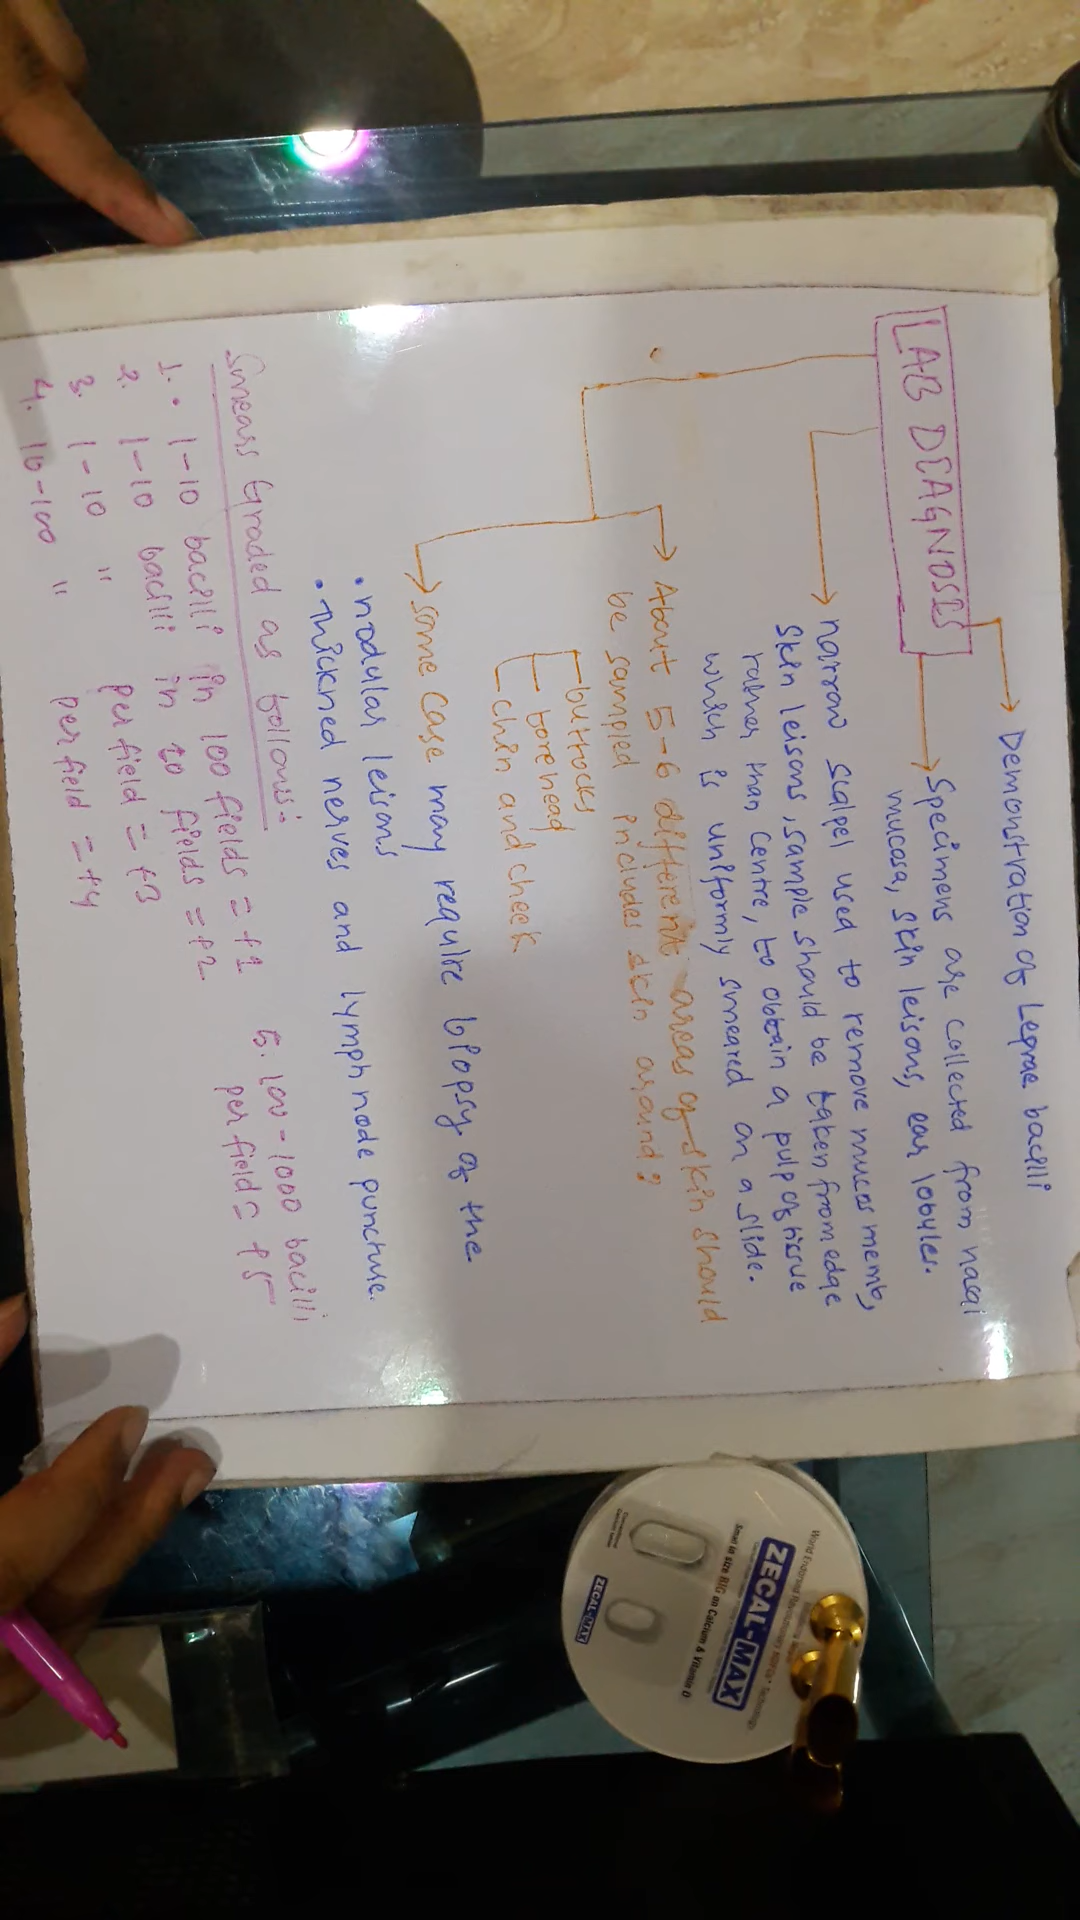 LAB DIAGNOSIS
Demonstration of Leprae bacilli
Specimens are collected from nasal
mucosa, skin leisons, ear lobules.
narrow scalpel used to remove mucos memb,
skin leisons, sample should be taken from edge
rather than centre, to obtain a pulp of tissue
which is uniformly smeared on a slide.
About 5-6 different areas of skin should
be sampled includes skin around?
buttocks
forehead
chin and cheek
some case may require biopsy of the
• nodular leisons
• thickned nerves and lymph node puncture.
Smears Graded as follows:-
1. • 1-10 bacilli in 100 fields = +1
2. 1-10 bacilli in 10 fields = +2
3. 1-10 " per field = +3
4. 10-100 " per field = +4
5. 100-1000 bacilli
per field = +5
World Endorsed Revolutionary
ZECAL-MAX
Small in size BIG on Calcium & Vitamin D
ZECAL-MAX